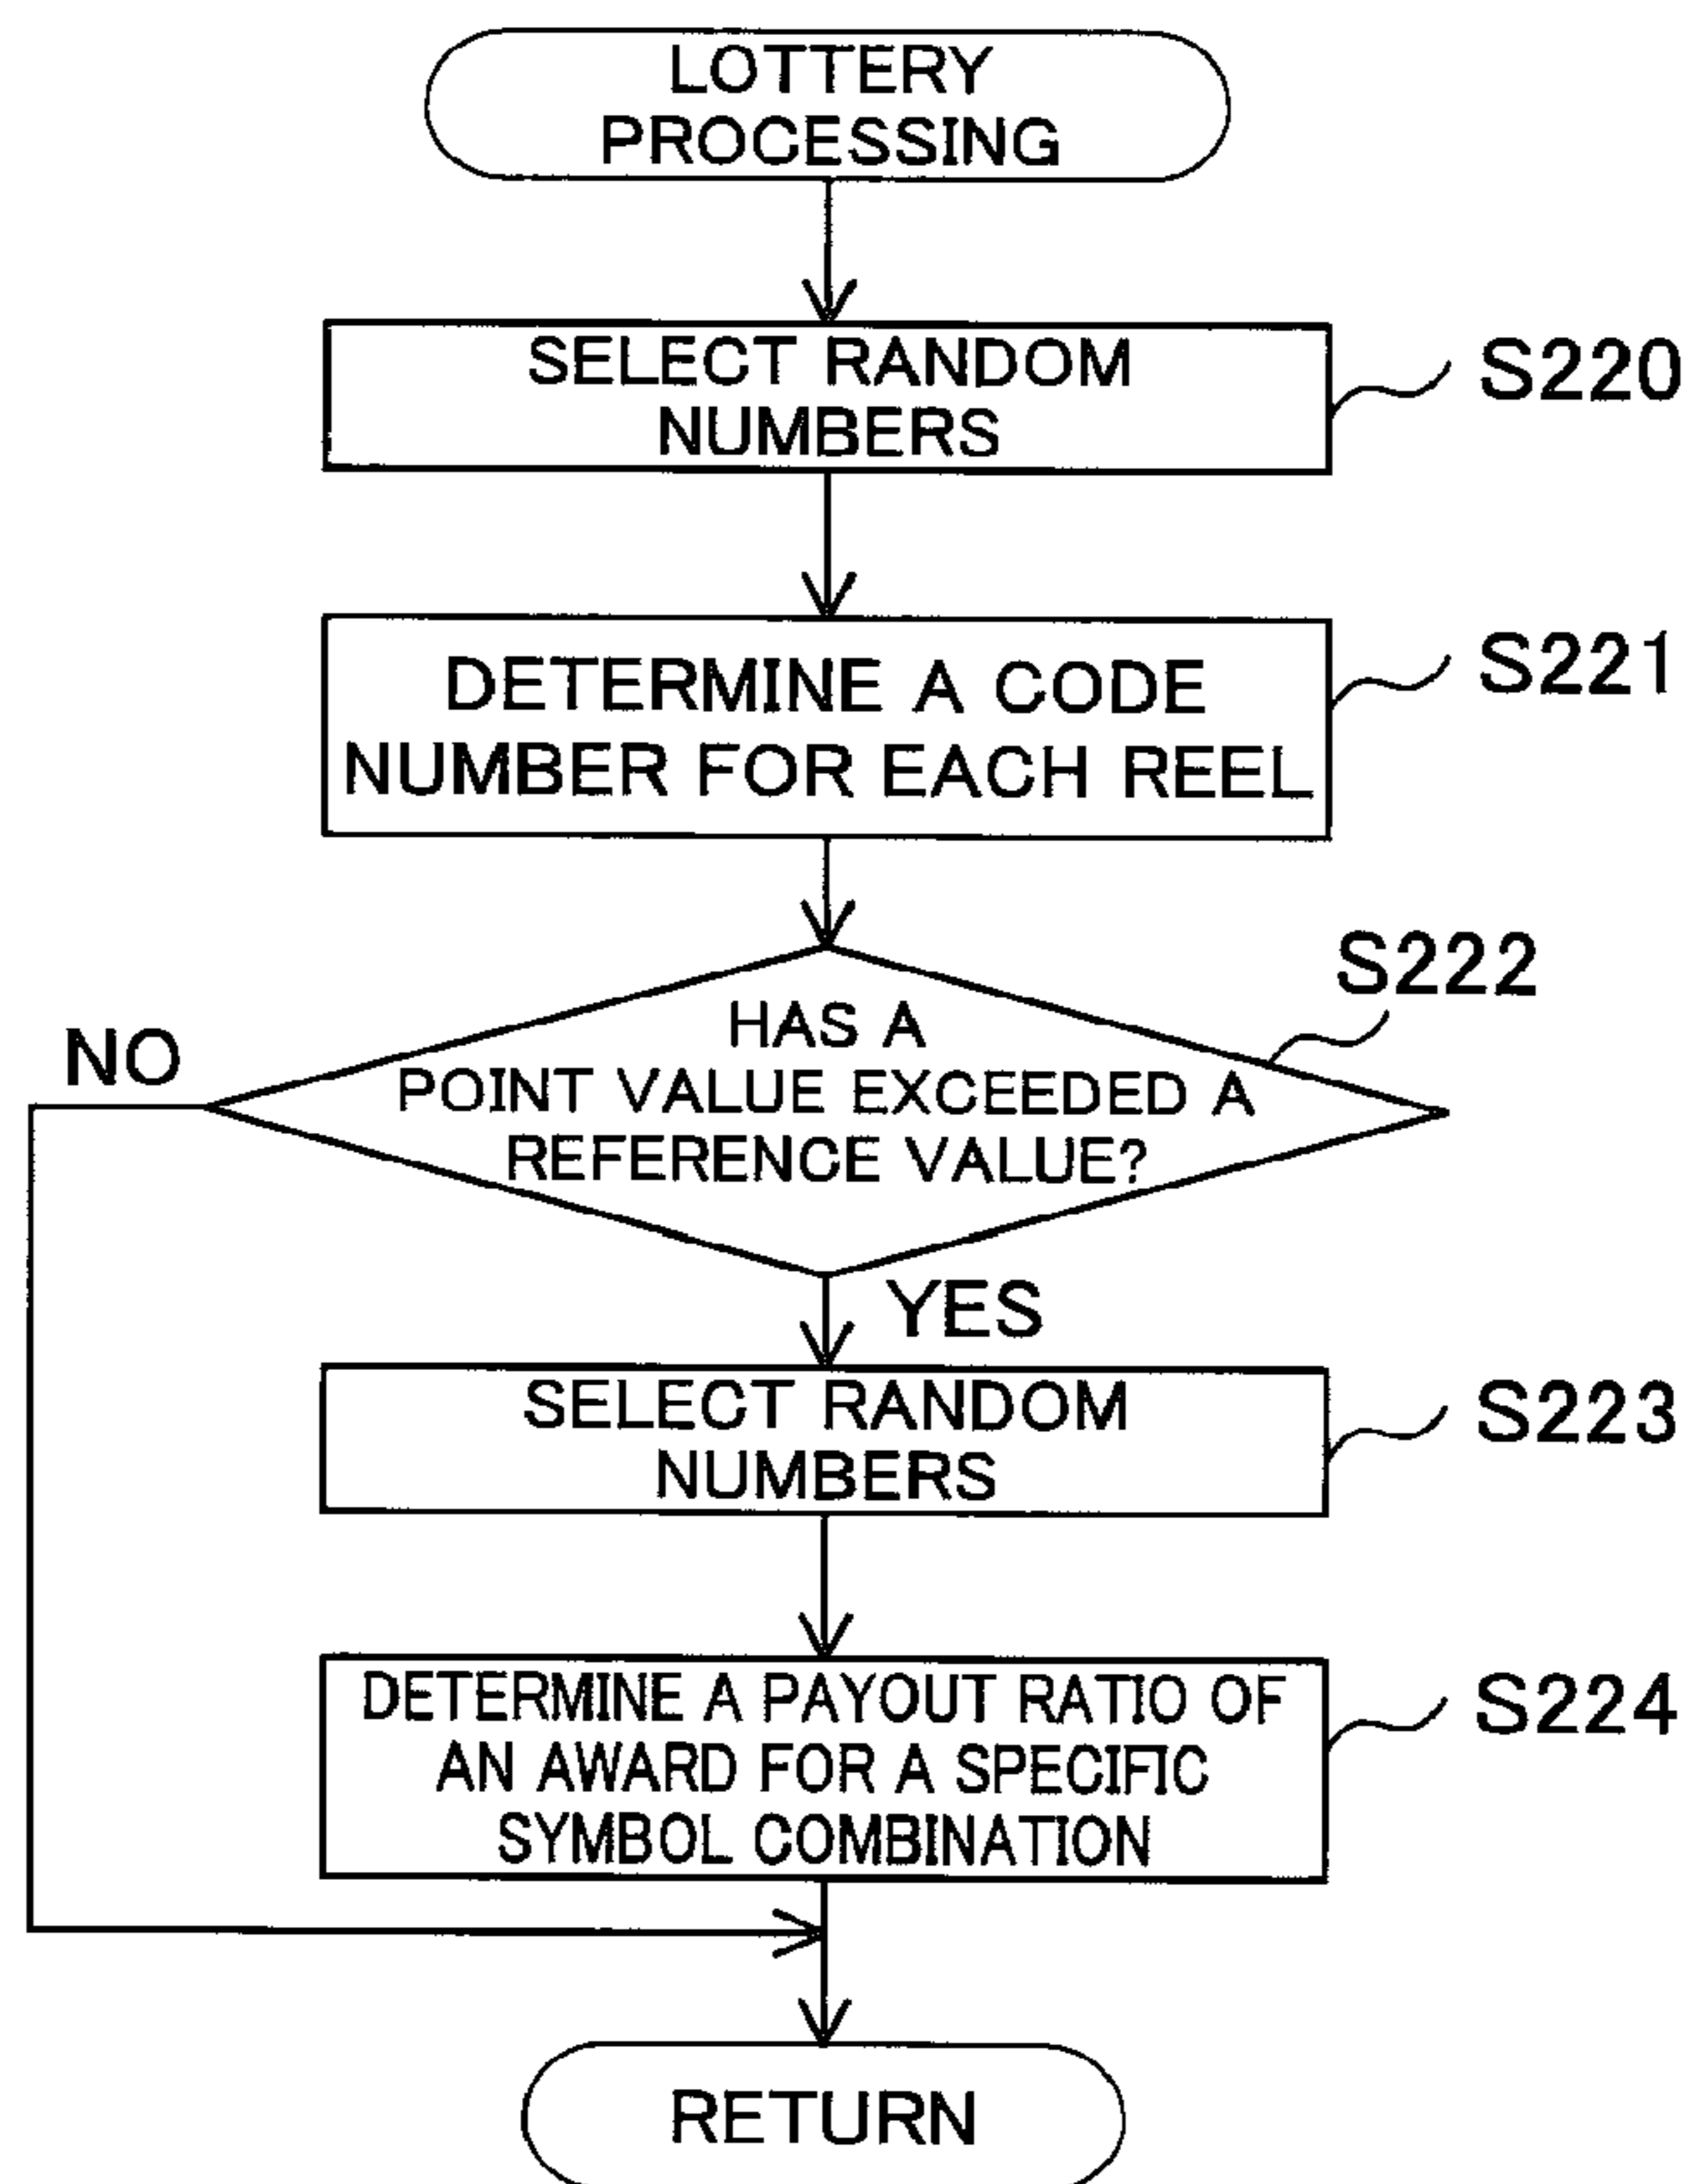 LOTTERY
PROCESSING
SELECT RANDOM
NUMBERS
S220
DETERMINE A CODE
NUMBER FOR EACH REEL
S221
HAS A
POINT VALUE EXCEEDED A
REFERENCE VALUE?
S222
NO
YES
SELECT RANDOM
NUMBERS
S223
DETERMINE A PAYOUT RATIO OF
AN AWARD FOR A SPECIFIC
SYMBOL COMBINATION
S224
RETURN